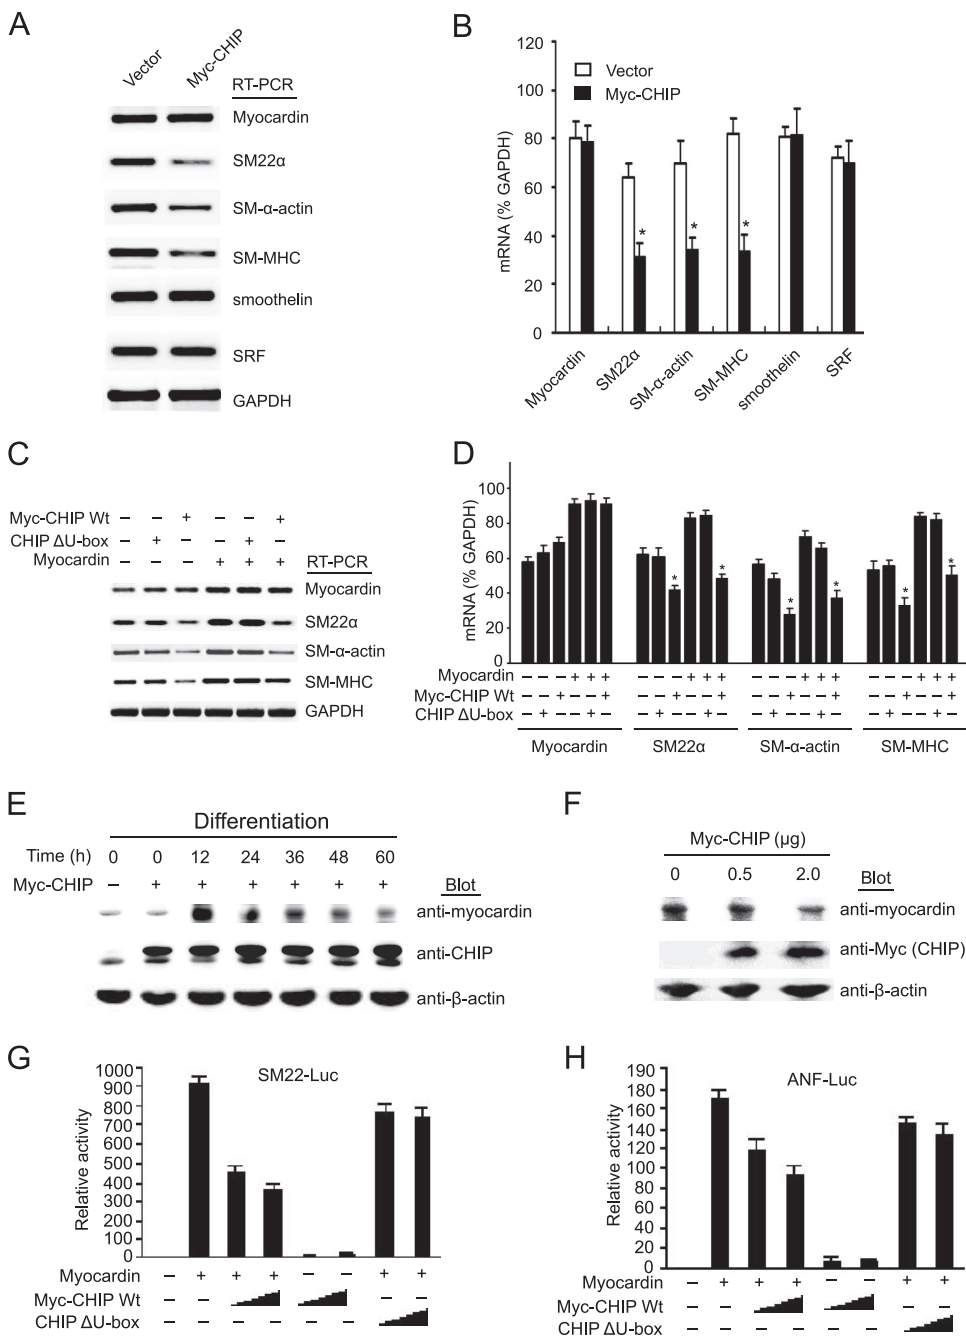 A
Vector
Myc-CHIP
RT-PCR
Myocardin
SM22α
SM-α-actin
SM-MHC
smoothelin
SRF
GAPDH
B
120
100
80
60
40
20
0
mRNA (% GAPDH)
Vector
Myc-CHIP
*
*
*
Myocardin
SM22α
SM-α-actin
SM-MHC
smoothelin
SRF
C
Myc-CHIP Wt – – + – – +
CHIP ΔU-box – + – – + –
Myocardin – – – + + +
RT-PCR
Myocardin
SM22α
SM-α-actin
SM-MHC
GAPDH
D
100
80
60
40
20
0
mRNA (% GAPDH)
* * * * * *
Myocardin – – – + + + – – – + + + – – – + + + – – – + + +
Myc-CHIP Wt – – + – – + – – + – – + – – + – – + – – + – – +
CHIP ΔU-box – + – – + – – + – – + – – + – – + – – + – – + –
Myocardin SM22α SM-α-actin SM-MHC
E
Differentiation
Time (h) 0 0 12 24 36 48 60
Myc-CHIP – + + + + + +
Blot
anti-myocardin
anti-CHIP
anti-β-actin
F
Myc-CHIP (μg)
0 0.5 2.0
Blot
anti-myocardin
anti-Myc (CHIP)
anti-β-actin
G
SM22-Luc
1000
900
800
700
600
500
400
300
200
100
0
Relative activity
Myocardin – + + + – – + +
Myc-CHIP Wt – – – –
CHIP ΔU-box – – – – – –
H
ANF-Luc
190
180
160
140
120
100
80
60
40
20
0
Relative activity
Myocardin – + + + – – + +
Myc-CHIP Wt – – – –
CHIP ΔU-box – – – – – –